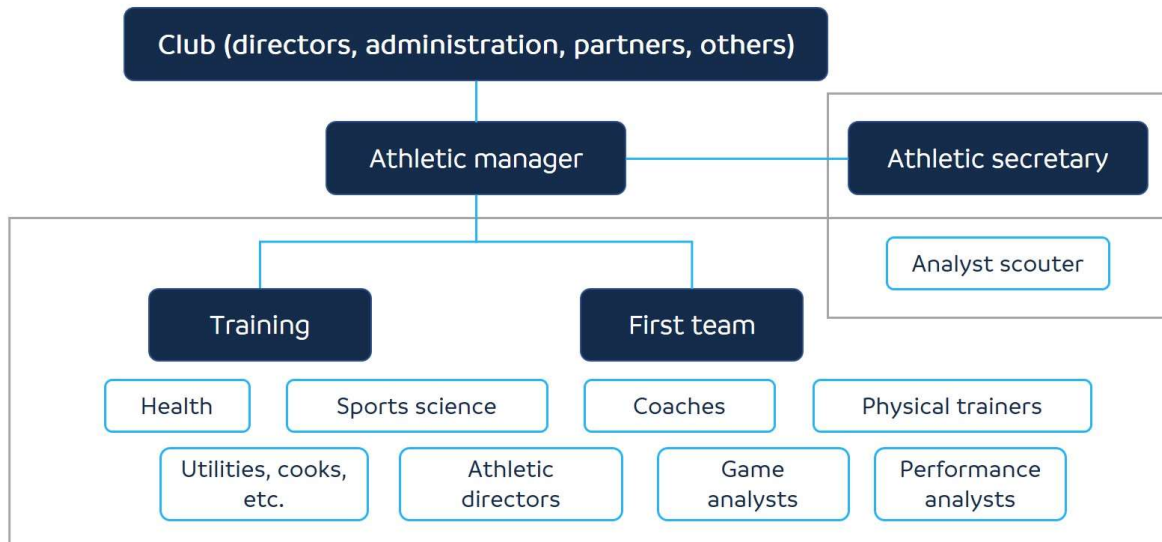 Club (directors, administration, partners, others)
Athletic manager
Athletic secretary
Analyst scouter
Training
First team
Health
Sports science
Coaches
Physical trainers
Utilities, cooks,
etc.
Athletic
directors
Game
analysts
Performance
analysts